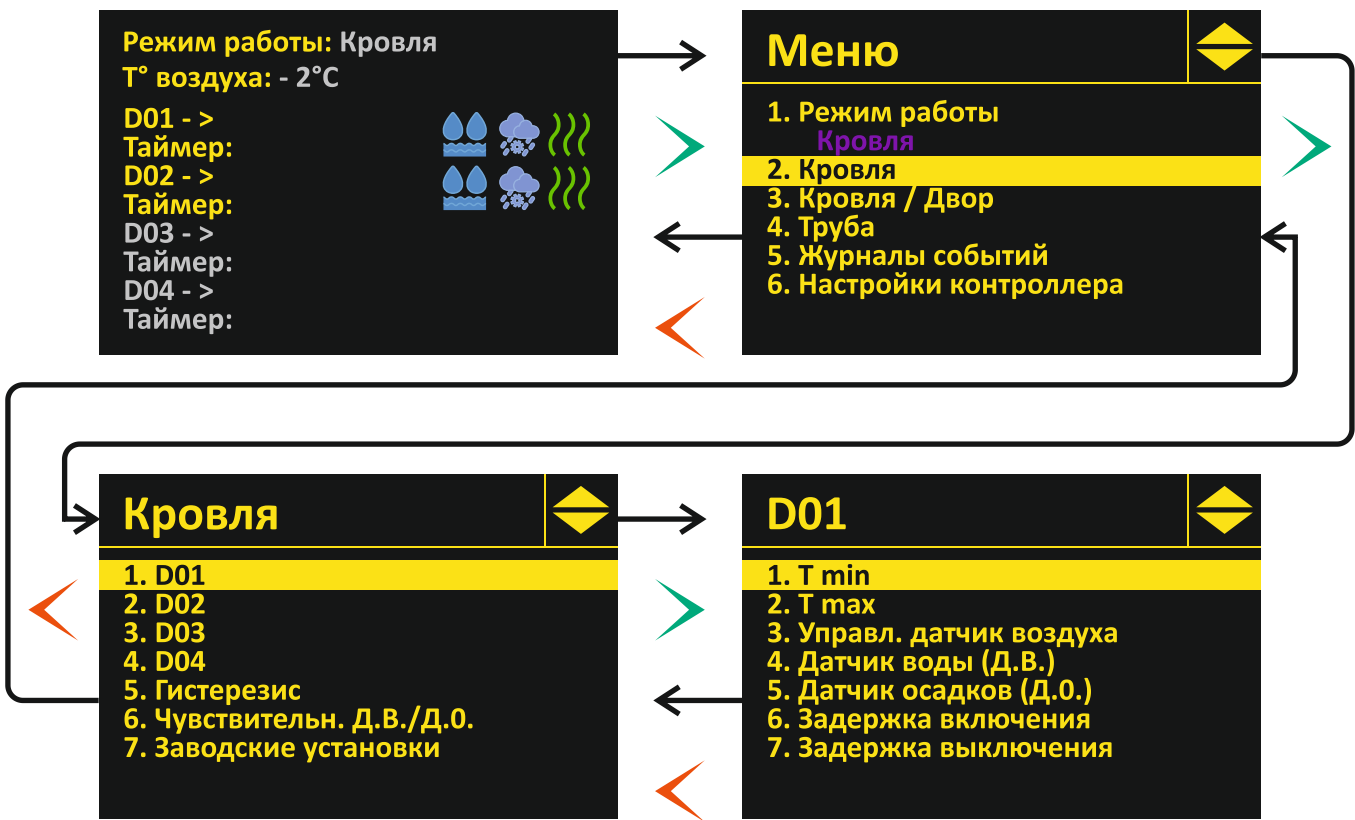 Режим работы: Кровля
T° воздуха: - 2°C
D01 - >
Таймер:
D02 - >
Таймер:
D03 - >
Таймер:
D04 - >
Таймер:
Меню
1. Режим работы
Кровля
2. Кровля
3. Кровля / Двор
4. Труба
5. Журналы событий
6. Настройки контроллера
Кровля
1. D01
2. D02
3. D03
4. D04
5. Гистерезис
6. Чувствительн. Д.В./Д.О.
7. Заводские установки
D01
1. T min
2. T max
3. Управл. датчик воздуха
4. Датчик воды (Д.В.)
5. Датчик осадков (Д.О.)
6. Задержка включения
7. Задержка выключения